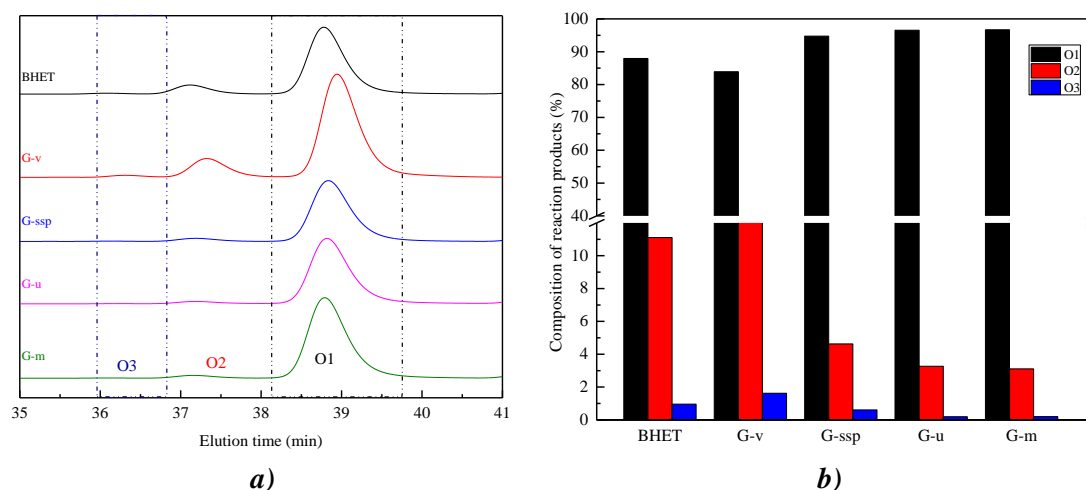 BHET
G-v
G-ssp
G-u
G-m
O3
O2
O1
35 36 37 38 39 40 41
Elution time (min)
a)
Composition of reaction products (%)
100
90
80
70
60
50
40
10
8
6
4
2
0
O1
O2
O3
BHET G-v G-ssp G-u G-m
b)